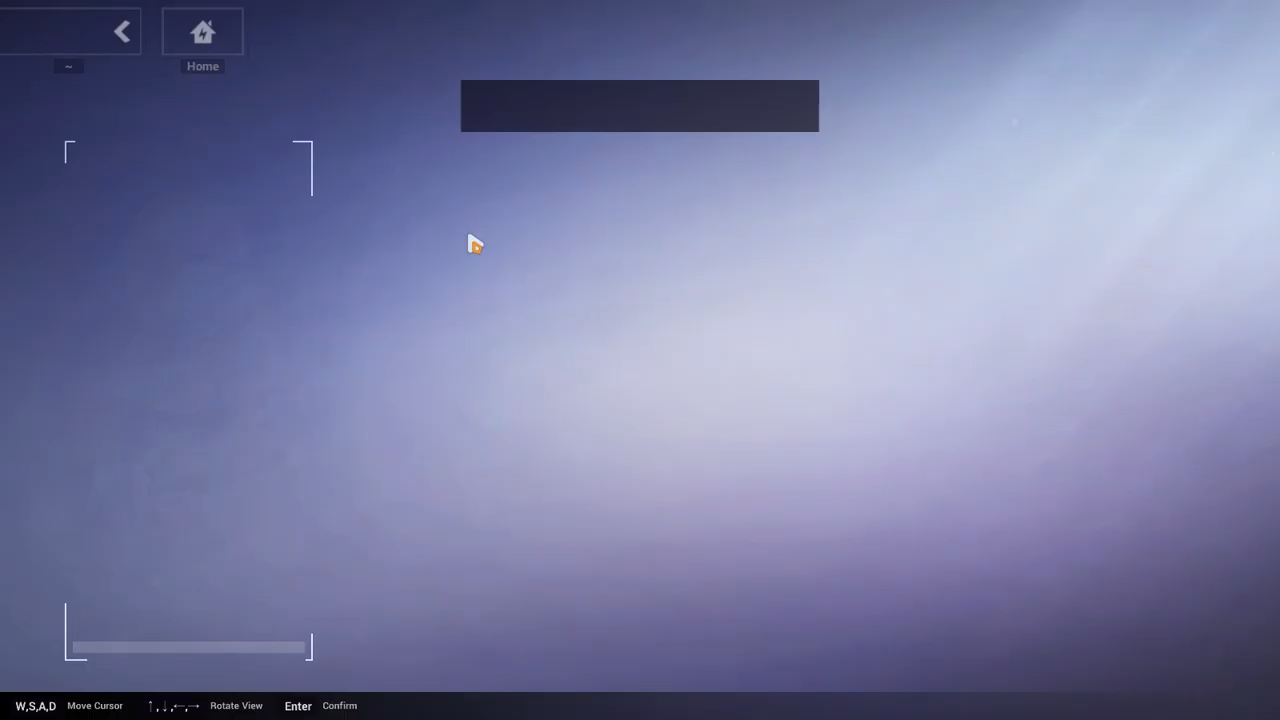 ~
Home
W,S,A,D Move Cursor ↑,↓,←,→ Rotate View Enter Confirm